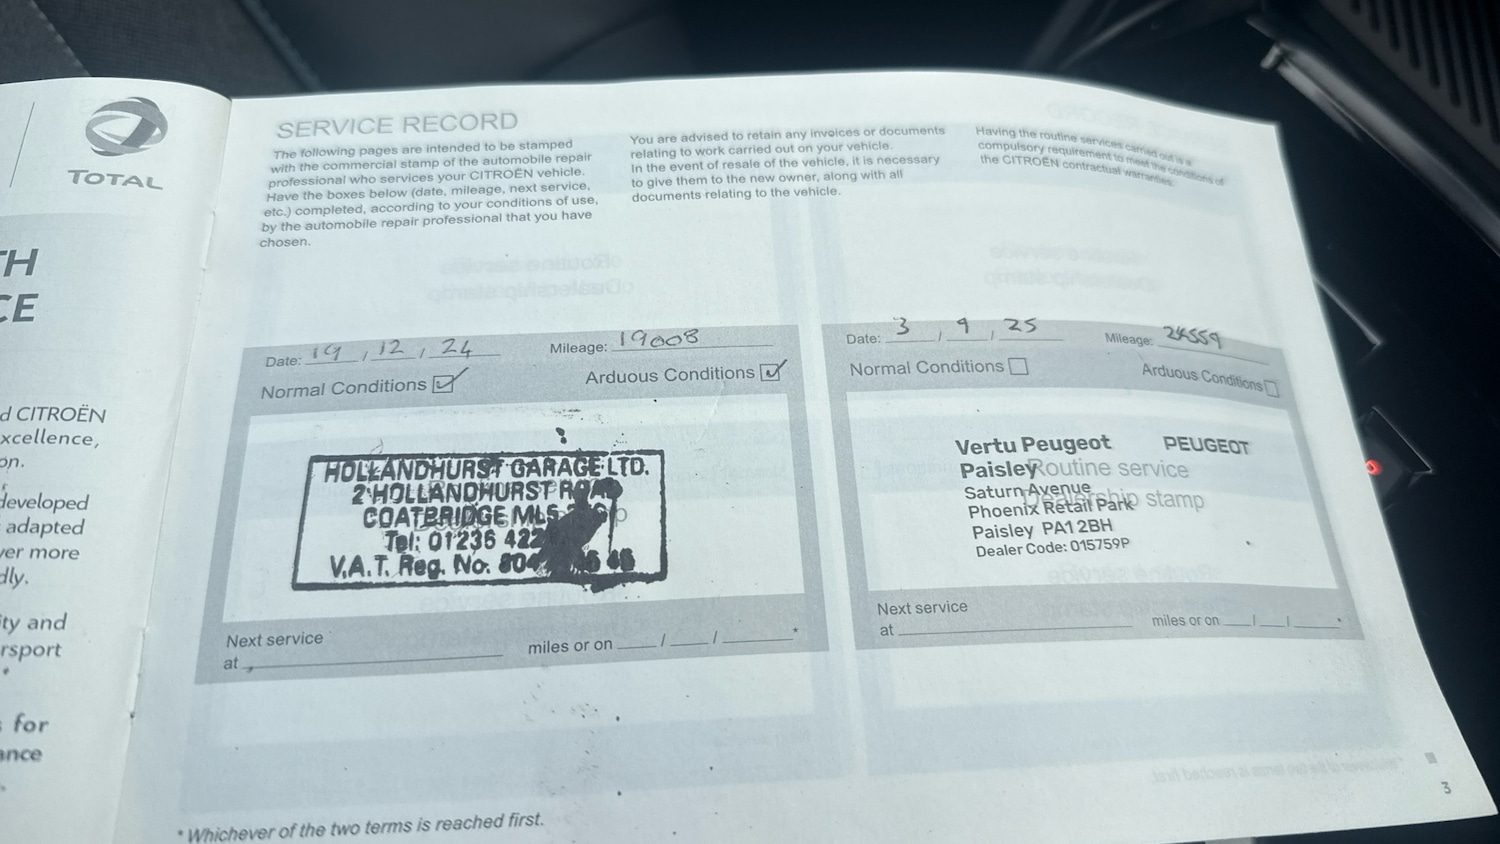 TOTAL
TH
CE
d CITROËN
xcellence,
on.
developed
adapted
ver more
dly.
ity and
rsport
s for
ance
SERVICE RECORD
The following pages are intended to be stamped
with the commercial stamp of the automobile repair
professional who services your CITROËN vehicle.
Have the boxes below (date, mileage, next service,
etc.) completed, according to your conditions of use,
by the automobile repair professional that you have
chosen.
You are advised to retain any invoices or documents
relating to work carried out on your vehicle.
In the event of resale of the vehicle, it is necessary
to give them to the new owner, along with all
documents relating to the vehicle.
Having the routine services carried out is a
compulsory requirement to meet the conditions of
the CITROËN contractual warranties.
Date: 19 / 12 / 24 Mileage: 19008
Normal Conditions Arduous Conditions
HOLLANDHURST GARAGE LTD.
2 HOLLANDHURST ROAD
COATBRIDGE ML5
Tel: 01236 422
V.A.T. Reg. No. 804
Next service
at miles or on / / *
Date: 3 / 9 / 25 Mileage: 24559
Normal Conditions Arduous Conditions
Vertu Peugeot PEUGEOT
Paisley Routine service
Saturn Avenue
Dealership stamp
Phoenix Retail Park
Paisley PA1 2BH
Dealer Code: 015759P
Next service
at miles or on / / *
* Whichever of the two terms is reached first.
3